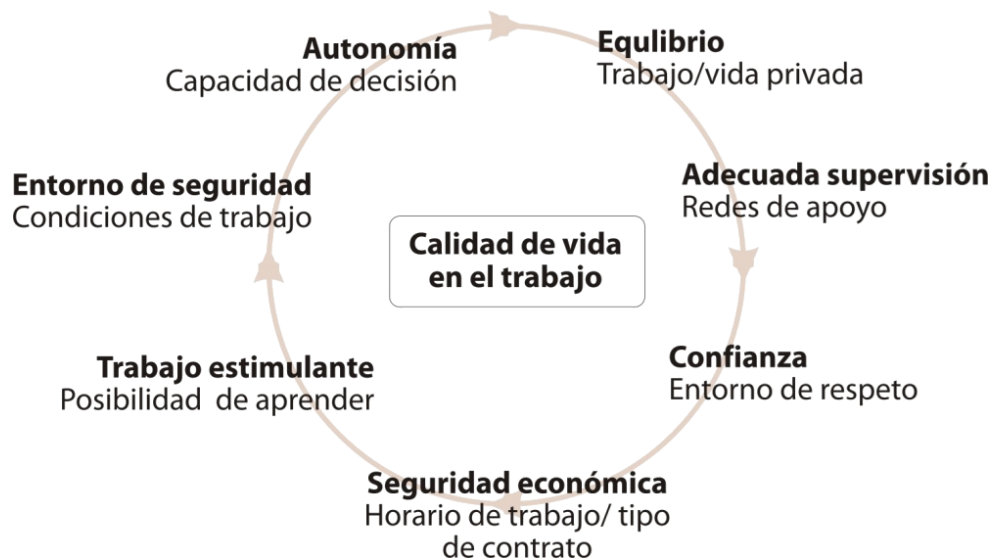 Autonomía
Capacidad de decisión
Equlibrio
Trabajo/vida privada
Entorno de seguridad
Condiciones de trabajo
Adecuada supervisión
Redes de apoyo
Calidad de vida
en el trabajo
Trabajo estimulante
Posibilidad de aprender
Confianza
Entorno de respeto
Seguridad económica
Horario de trabajo/ tipo
de contrato